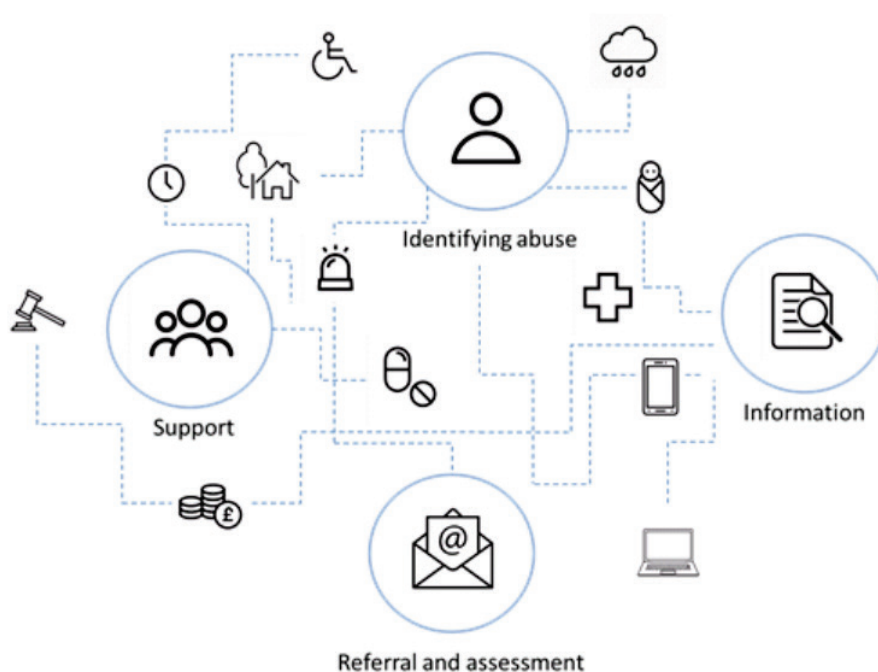 Identifying abuse
Support
Information
£
@
Referral and assessment